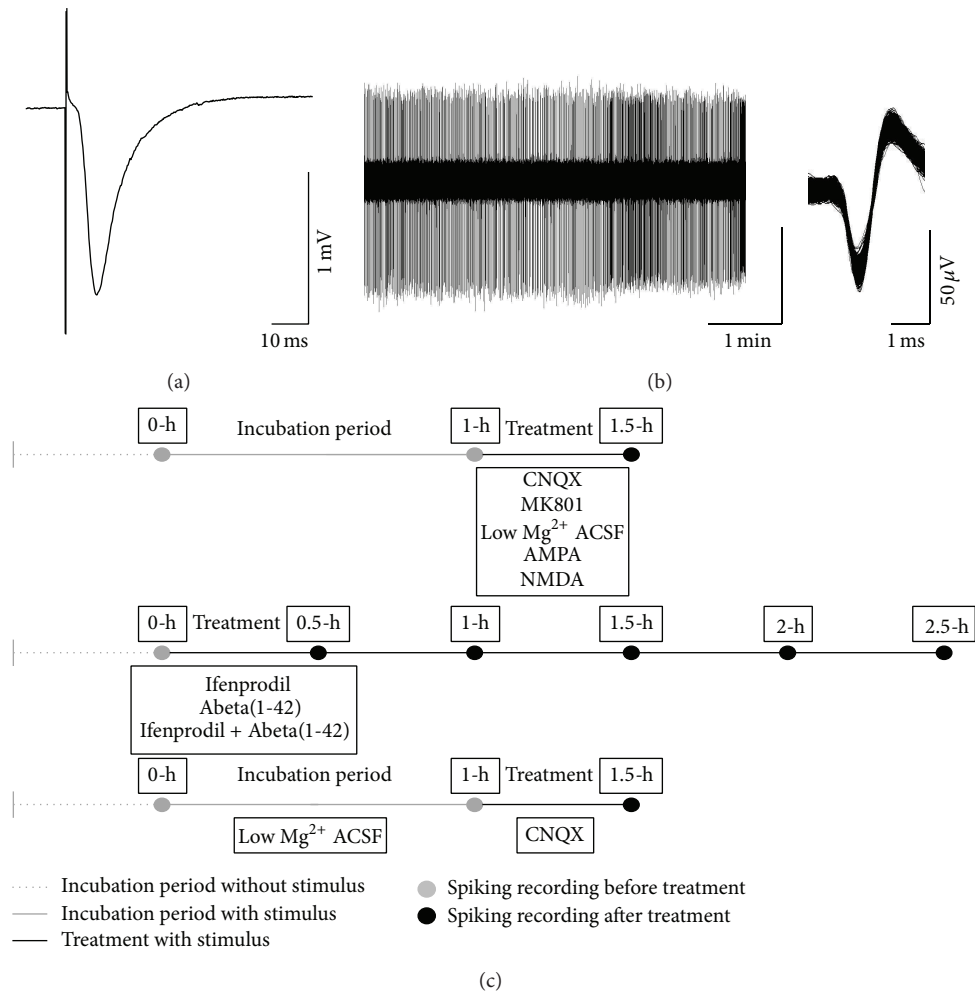 1 mV
10 ms
(a)
1 min
50 μV
1 ms
(b)
0-h Incubation period 1-h Treatment 1.5-h
CNQX
MK801
Low Mg²⁺ ACSF
AMPA
NMDA
0-h Treatment 0.5-h 1-h 1.5-h 2-h 2.5-h
Ifenprodil
Abeta(1-42)
Ifenprodil + Abeta(1-42)
0-h Incubation period 1-h Treatment 1.5-h
Low Mg²⁺ ACSF CNQX
Incubation period without stimulus
Incubation period with stimulus
Treatment with stimulus
Spiking recording before treatment
Spiking recording after treatment
(c)